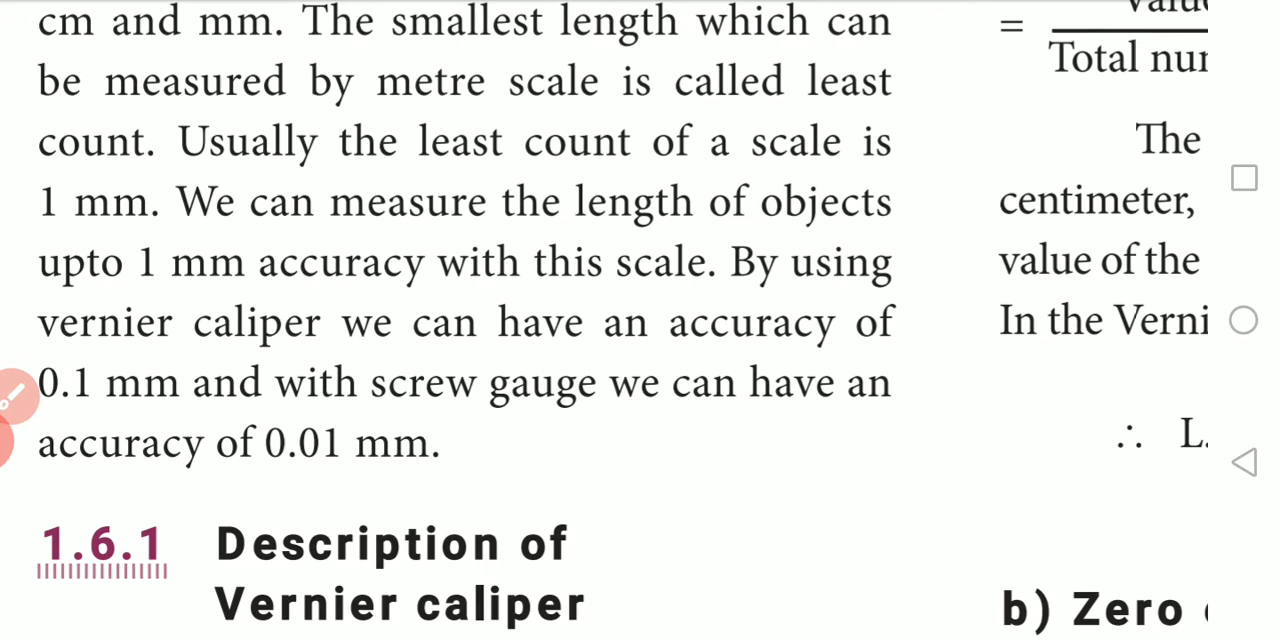 cm and mm. The smallest length which can
be measured by metre scale is called least
count. Usually the least count of a scale is
1 mm. We can measure the length of objects
upto 1 mm accuracy with this scale. By using
vernier caliper we can have an accuracy of
0.1 mm and with screw gauge we can have an
accuracy of 0.01 mm.
1.6.1 Description of
Vernier caliper
=
Total
The
centimeter,
value of the
In the
∴ L.
b) Zero